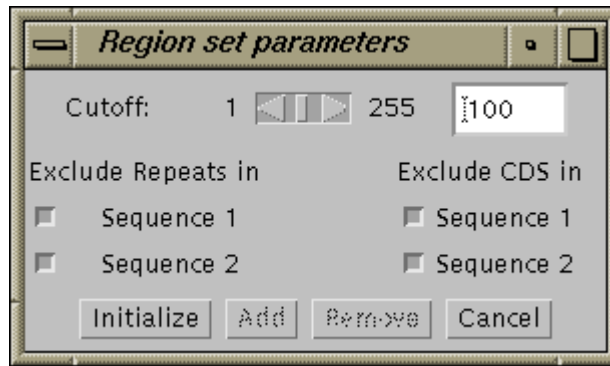 Region set parameters
Cutoff: 1 255 100
Exclude Repeats in Exclude CDS in
Sequence 1 Sequence 1
Sequence 2 Sequence 2
Initialize Add Remove Cancel